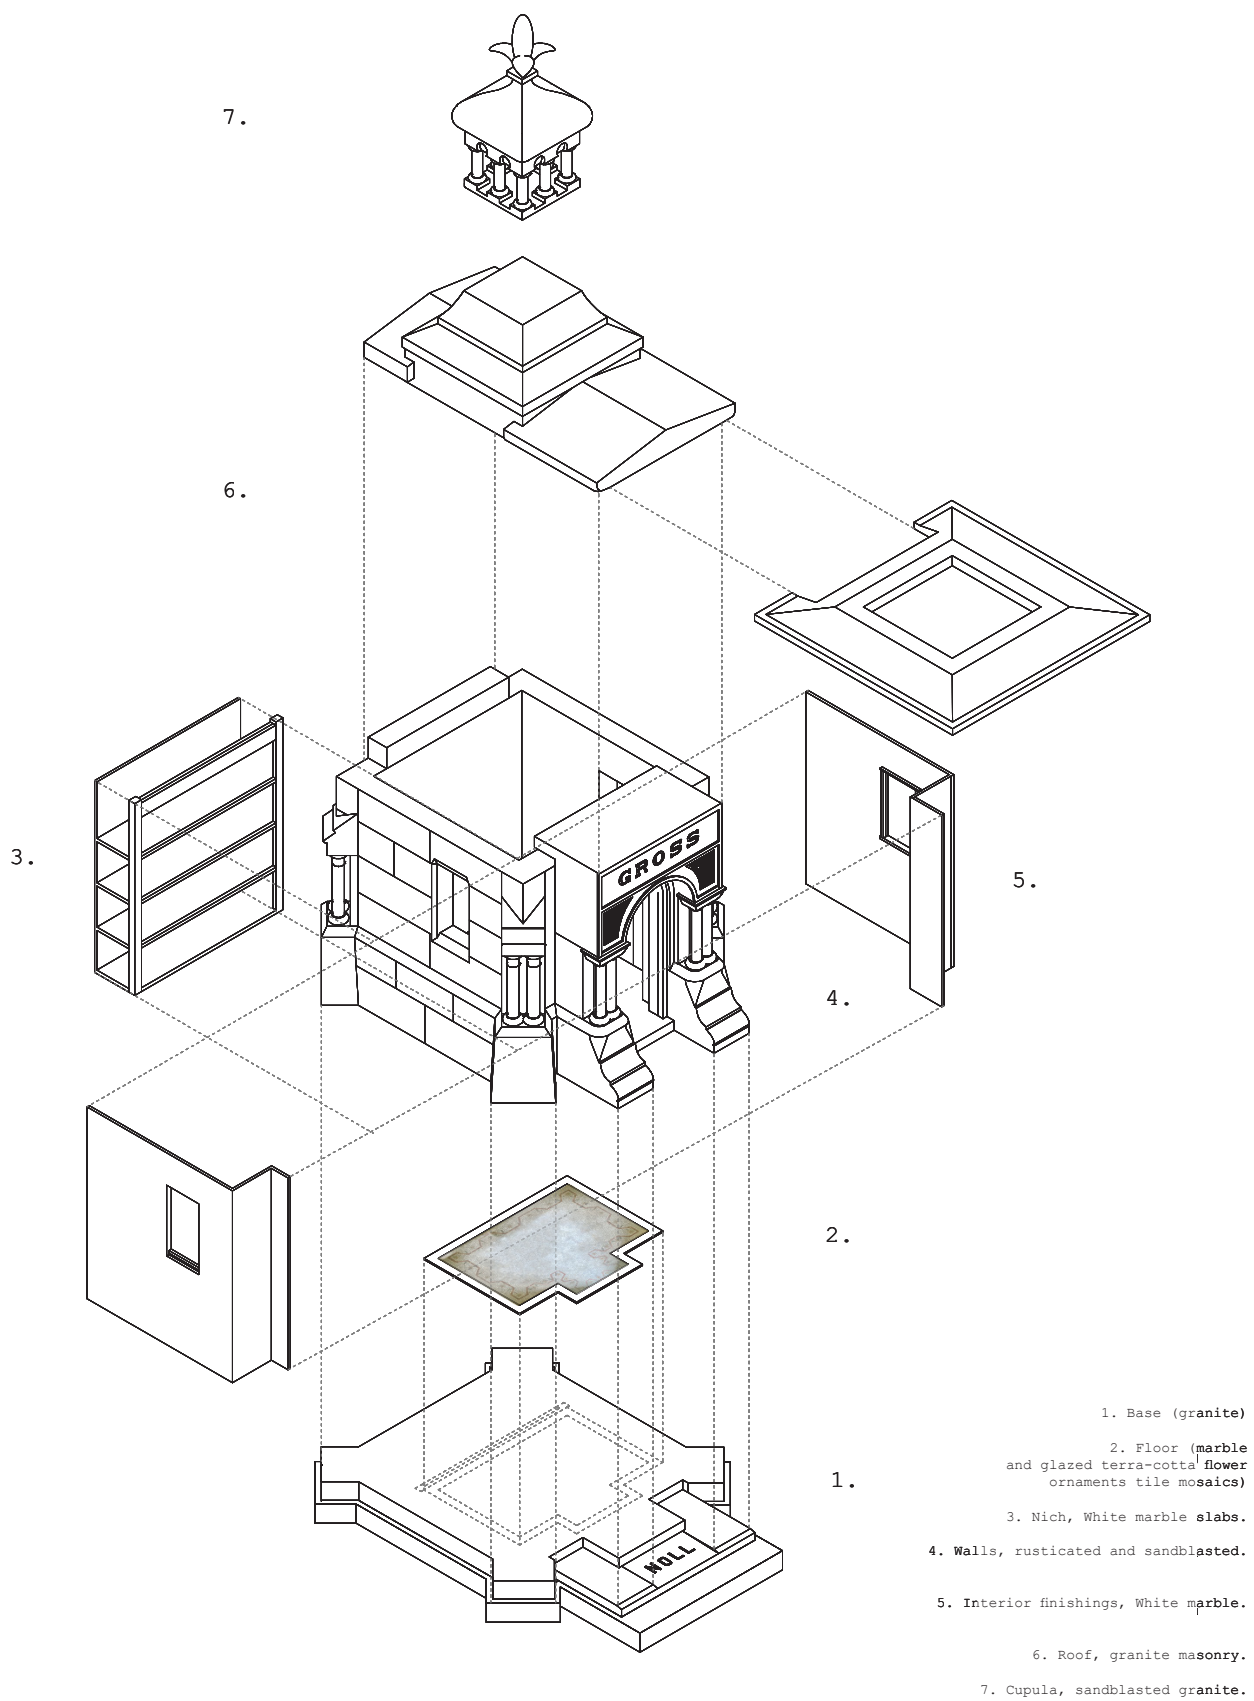 7.
6.
GROSS
3.
5.
4.
2.
1.
NOLL
1. Base (granite)
2. Floor (marble
and glazed terra-cotta flower
ornaments tile mosaics)
3. Nich, White marble slabs.
4. Walls, rusticated and sandblasted.
5. Interior finishings, White marble.
6. Roof, granite masonry.
7. Cupula, sandblasted granite.